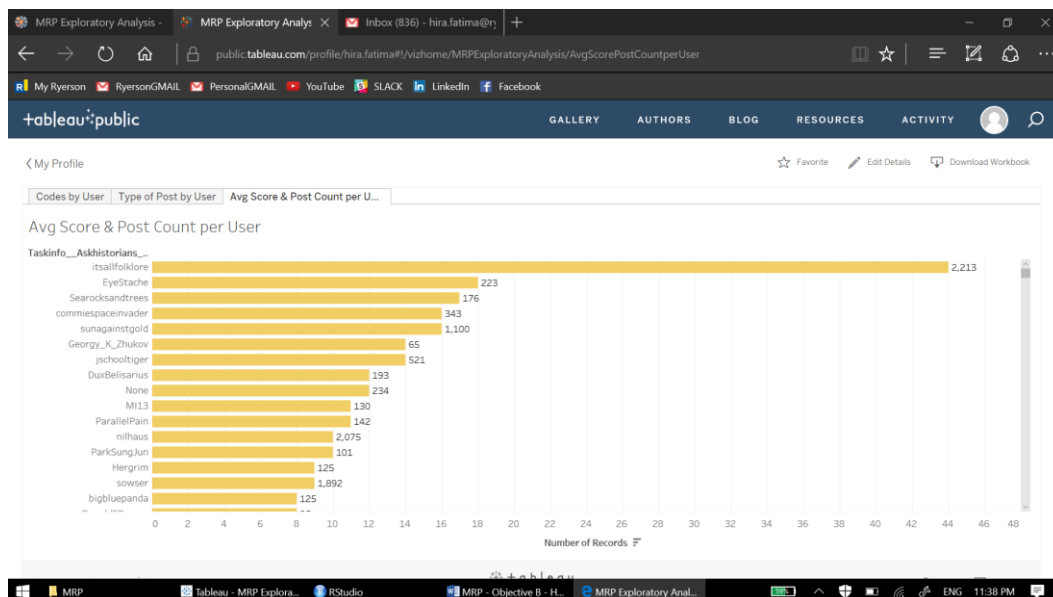 MRP Exploratory Analysis - MRP Exploratory Analys Inbox (836) - hira.fatima@ry
public.tableau.com/profile/hira.fatima#!/vizhome/MRPExploratoryAnalysis/AvgScorePostCountperUser
My Ryerson RyersonGMAIL PersonalGMAIL YouTube SLACK LinkedIn Facebook
+ableau public GALLERY AUTHORS BLOG RESOURCES ACTIVITY
My Profile Favorite Edit Details Download Workbook
Codes by User Type of Post by User Avg Score & Post Count per U...
Avg Score & Post Count per User
Taskinfo__Askhistorians_..
itsallfolklore 2,213
EyeStache 223
Searocksandtrees 176
commiespaceinvader 343
sunagainstgold 1,100
Georgy_K_Zhukov 65
jschooltiger 521
DuxBelisarius 193
None 234
MI13 130
ParallelPain 142
nilhaus 2,075
ParkSungJun 101
Hergrim 125
sowser 1,892
bigbluepanda 125
0 2 4 6 8 10 12 14 16 18 20 22 24 26 28 30 32 34 36 38 40 42 44 46 48
Number of Records
+ableau
MRP Tableau - MRP Explora... RStudio MRP - Objective B - H... MRP Exploratory Anal... 59% ENG 11:38 PM